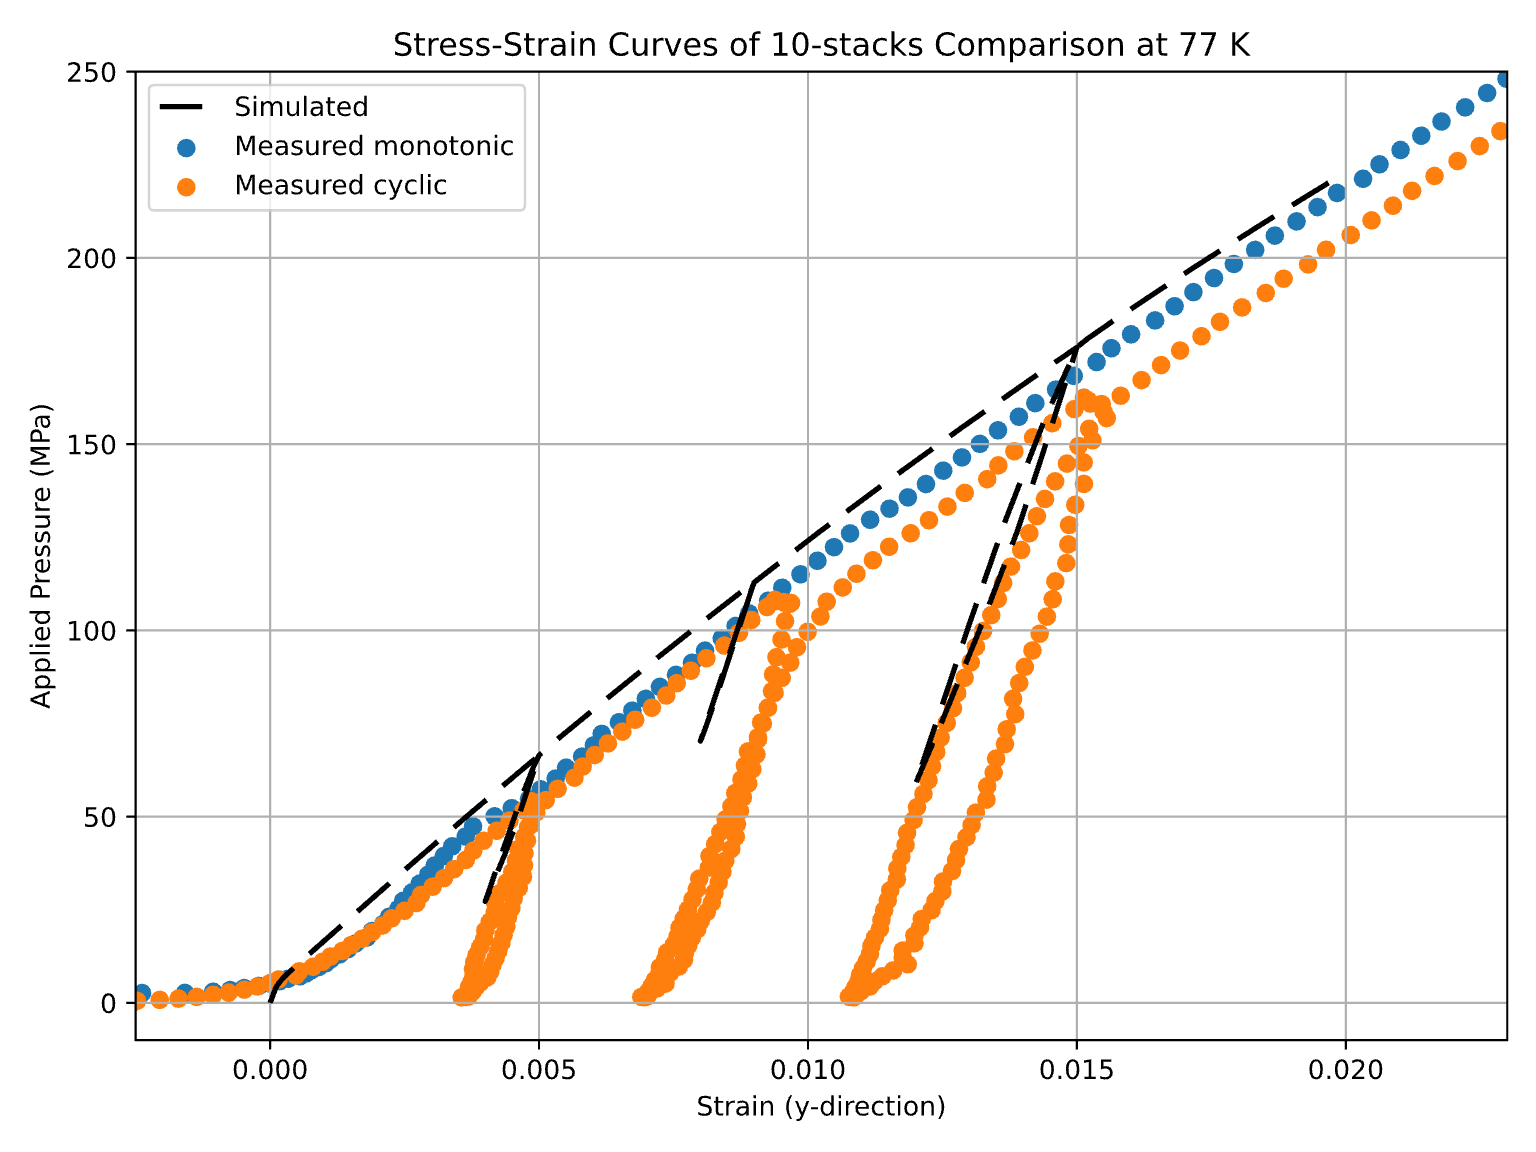 Stress-Strain Curves of 10-stacks Comparison at 77 K
250
Simulated
Measured monotonic
Measured cyclic
200
150
100
50
0
Applied Pressure (MPa)
0.000 0.005 0.010 0.015 0.020
Strain (y-direction)